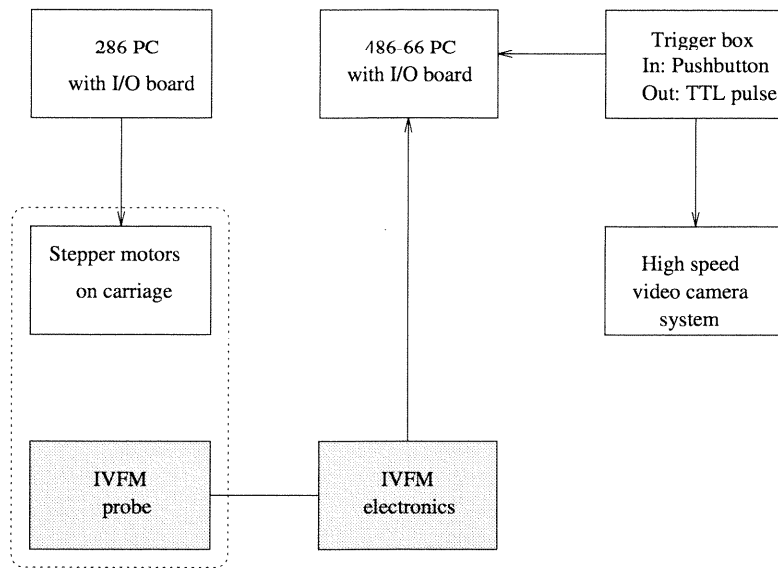 286 PC
with I/O board
486-66 PC
with I/O board
Trigger box
In: Pushbutton
Out: TTL pulse
Stepper motors
on carriage
High speed
video camera
system
IVFM
probe
IVFM
electronics